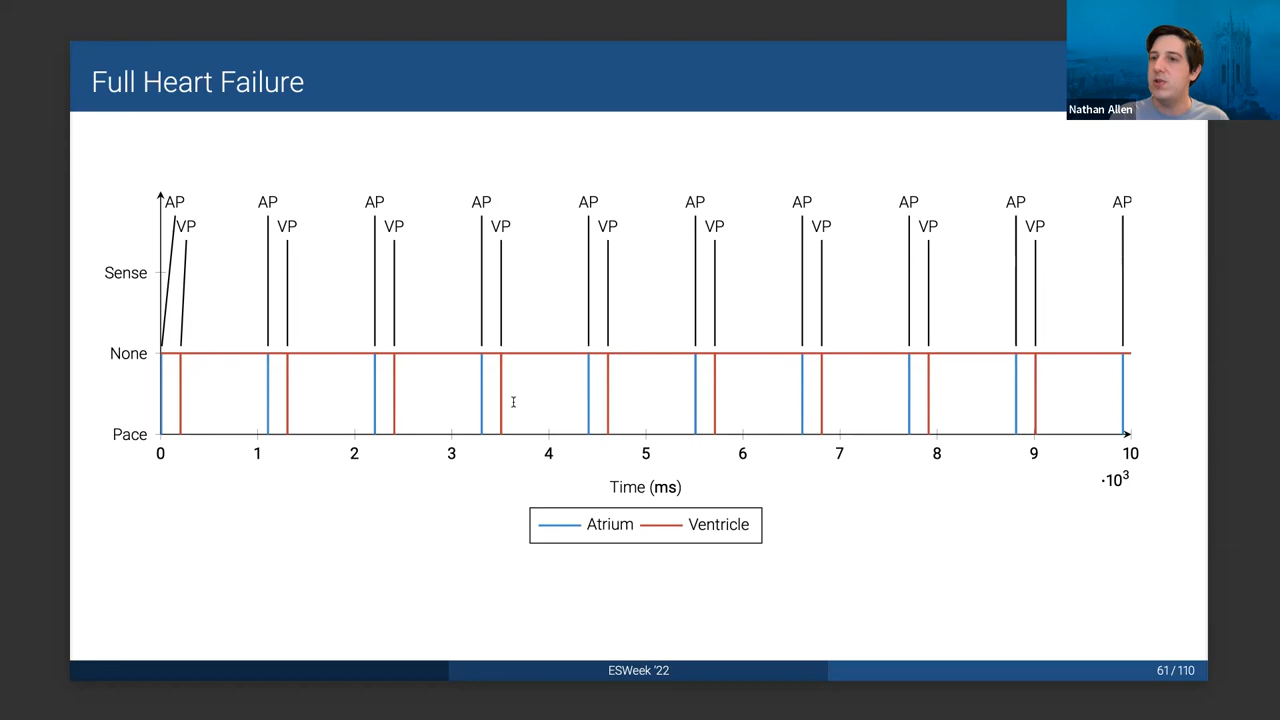 Full Heart Failure
Nathan Allen
AP AP AP AP AP AP AP AP AP AP
VP VP VP VP VP VP VP VP VP
Sense
None
Pace
0 1 2 3 4 5 6 7 8 9 10
·10³
Time (ms)
Atrium Ventricle
ESWeek '22
61 / 110